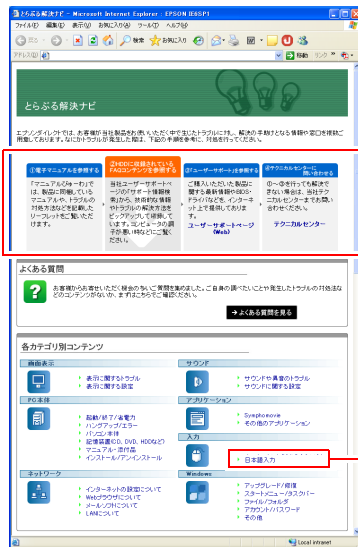 とらぶる解決ナビ - Microsoft Internet Explorer : EPSON IE6SP1
ファイル(F) 編集(E) 表示(V) お気に入り(A) ツール(T) ヘルプ(H)
戻る 検索 お気に入り
アドレス(D) 移動 リンク
とらぶる解決ナビ
エプソンダイレクトでは、お客様が当社製品をお使いいただく中で生じたトラブルに対し、解決の手助けとなる情報や窓口を複数ご
用意しております。なにかトラブルが発生した際は、下記の手順を参考に、対処を行ってください。
①電子マニュアルを参照する
「マニュアルびゅーわ」で
は、製品に同梱している
マニュアルや、トラブルの
対処方法などを記載した
リーフレットをご覧いただ
けます。
②HDDに収録されている
FAQコンテンツを参照する
当社ユーザーサポートペ
ージの「サポート情報検
索」から、技術的な情報
やトラブルの解決方法を
ピックアップして収録して
います。コンピュータの調
子が悪い時などにご覧く
ださい。
③「ユーザーサポート」を参照する
ご購入いただいた製品に
関する最新情報やBIOS・
ドライバなどを、インターネ
ット上で提供しておりま
す。
ユーザーサポートページ
(Web)
④テクニカルセンターに
問い合わせる
①～③を行っても解決で
きない場合は、当社テク
ニカルセンターまでお問い
合わせください。
テクニカルセンター
よくある質問
お客様からお寄せいただく機会の多いご質問を集めました。ご自身の調べたいことや発生したトラブルの対処法な
どのコンテンツがないか、まずはこちらでご確認ください。
➔よくある質問を見る
各カテゴリ別コンテンツ
画面表示
表示に関するトラブル
表示に関する設定
サウンド
サウンドや異音のトラブル
サウンドに関する設定
PC本体
起動/終了/省電力
ハングアップ/エラー
パソコン本体
記憶装置(CD、DVD、HDDなど)
マニュアル・添付品
インストール/アンインストール
アプリケーション
Symphomovie
その他のアプリケーション
入力
日本語入力
ネットワーク
インターネットの設定について
Webブラウザについて
メールソフトについて
LANについて
Windows
アップグレード/修復
スタートメニュー/タスクバー
ファイル/フォルダ
アカウント/パスワード
その他
Local intranet